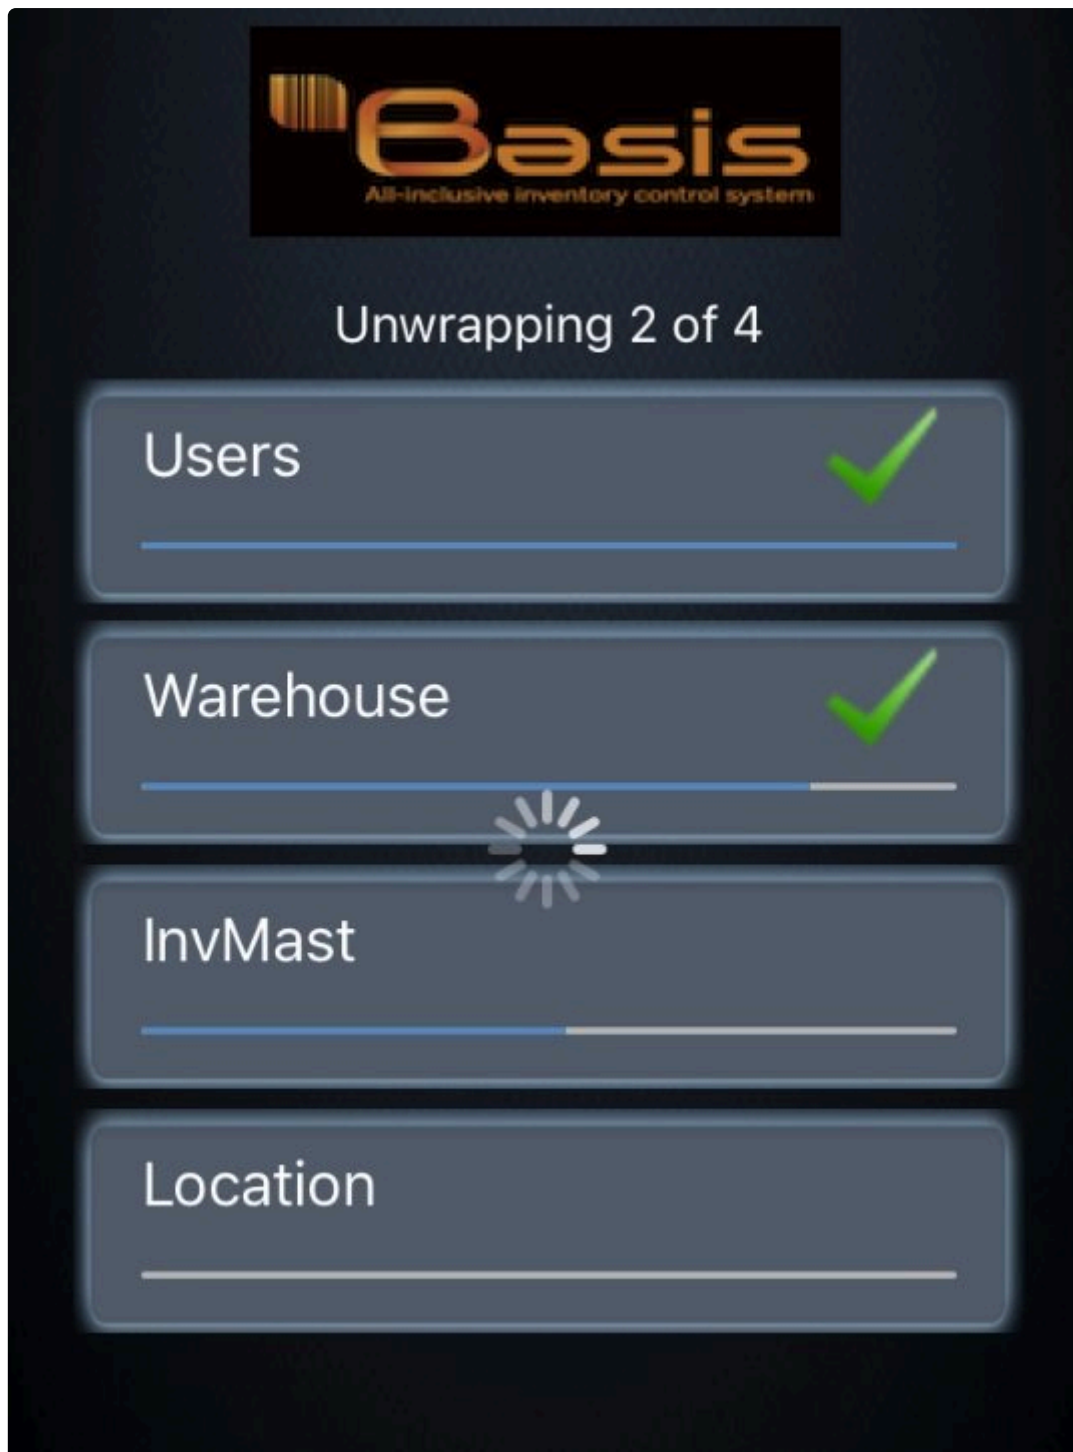 Basis
All-inclusive inventory control system
Unwrapping 2 of 4
Users
Warehouse
InvMast
Location